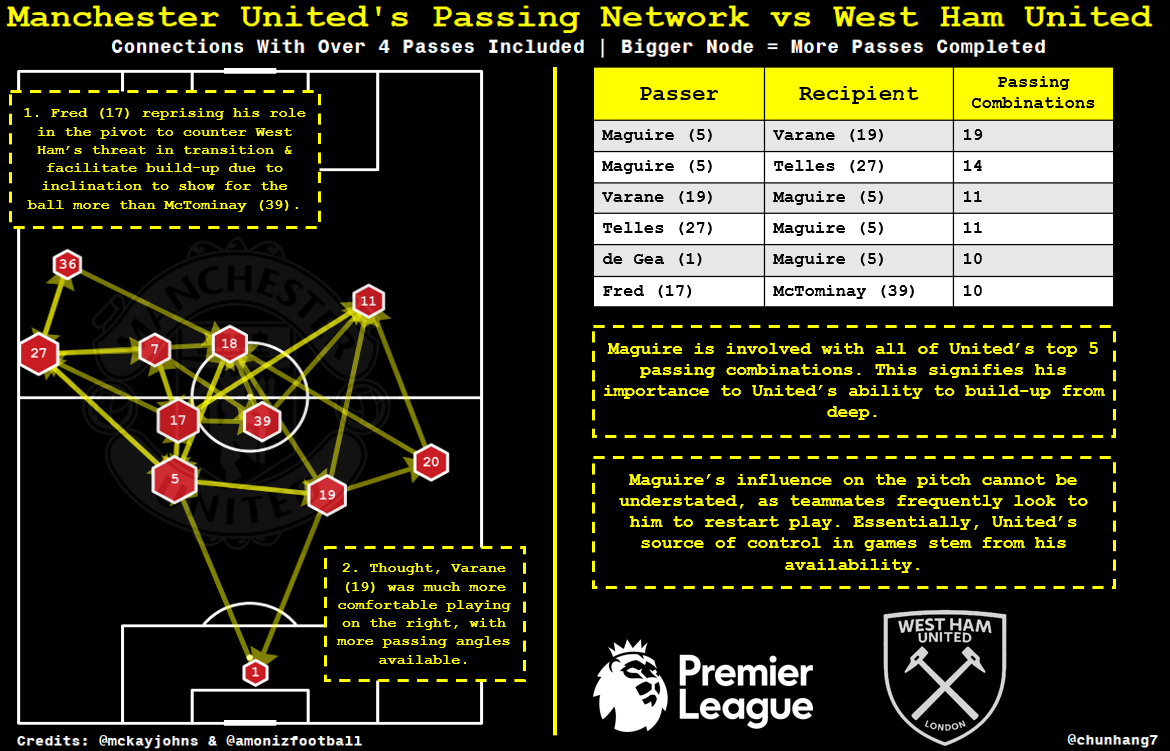 Manchester United's Passing Network vs West Ham United
Connections With Over 4 Passes Included | Bigger Node = More Passes Completed
1. Fred (17) reprising his role
in the pivot to counter West
Ham's threat in transition &
facilitate build-up due to
inclination to show for the
ball more than McTominay (39).
36
11
27
7
18
17
39
5
19
20
1
MANCHESTER
UNITED
2. Thought, Varane
(19) was much more
comfortable playing
on the right, with
more passing angles
available.
Passer Recipient Passing Combinations
Maguire (5) Varane (19) 19
Maguire (5) Telles (27) 14
Varane (19) Maguire (5) 11
Telles (27) Maguire (5) 11
de Gea (1) Maguire (5) 10
Fred (17) McTominay (39) 10
Maguire is involved with all of United's top 5
passing combinations. This signifies his
importance to United's ability to build-up from
deep.
Maguire's influence on the pitch cannot be
understated, as teammates frequently look to
him to restart play. Essentially, United's
source of control in games stem from his
availability.
Premier
League
WEST HAM
UNITED
LONDON
Credits: @mckayjohns & @amonizfootball
@chunhang7